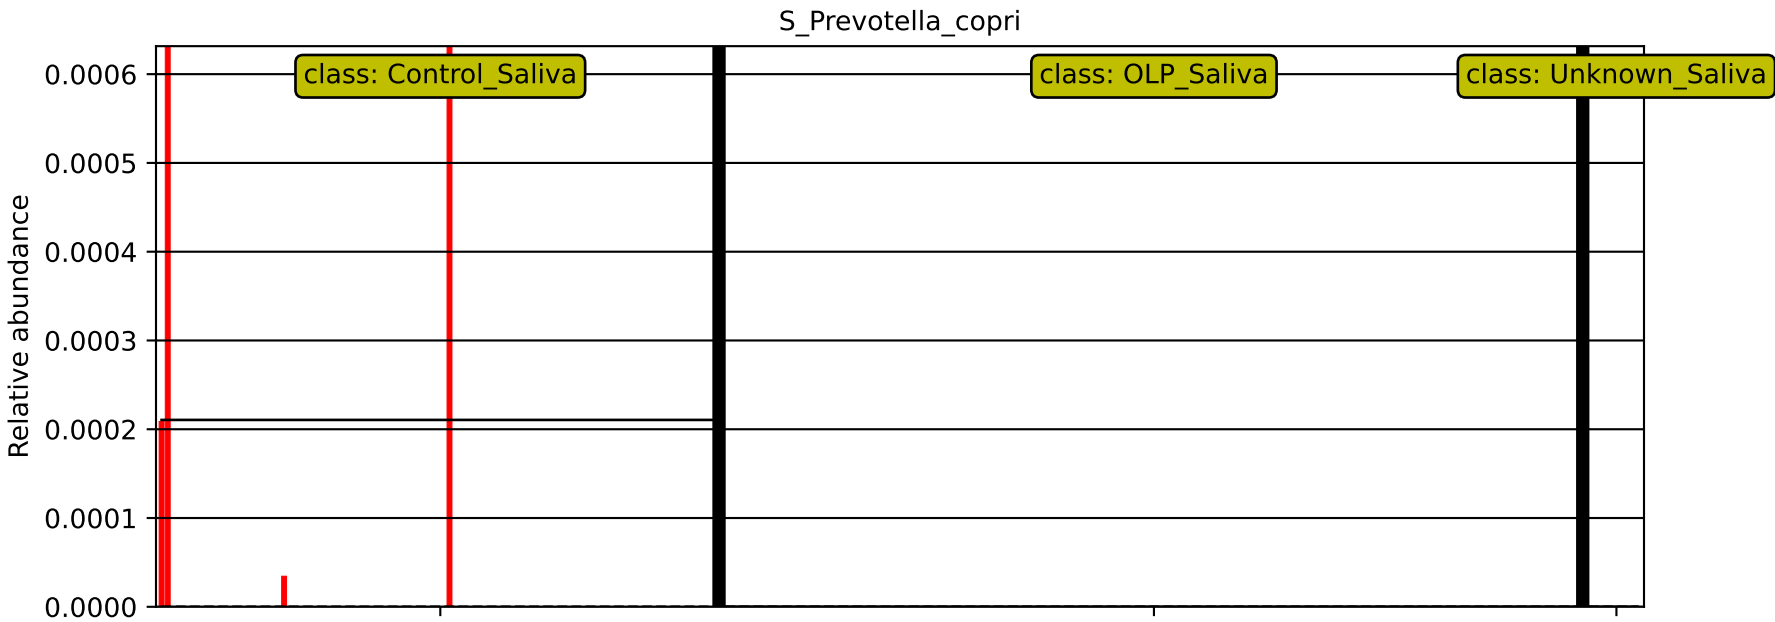 S_Prevotella_copri
class: Control_Saliva
class: OLP_Saliva
class: Unknown_Saliva
Relative abundance
0.0006
0.0005
0.0004
0.0003
0.0002
0.0001
0.0000